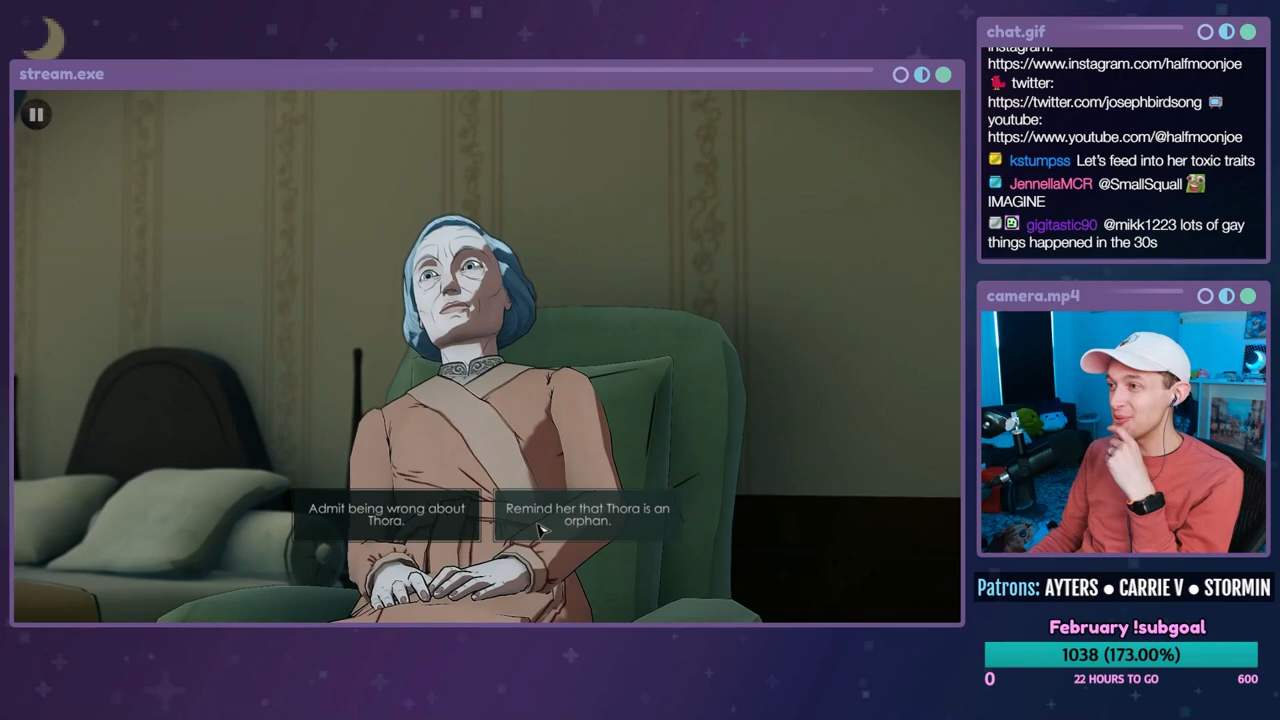 stream.exe
Admit being wrong about
Thora.
Remind her that Thora is an
orphan.
chat.gif
instagram:
https://www.instagram.com/halfmoonjoe
twitter:
https://twitter.com/josephbirdsong
youtube:
https://www.youtube.com/@halfmoonjoe
kstumpss Let's feed into her toxic traits
JennellaMCR @SmallSquall
IMAGINE
gigitastic90 @mikk1223 lots of gay
things happened in the 30s
camera.mp4
Patrons: AYTERS ● CARRIE V ● STORMIN
February !subgoal
1038 (173.00%)
0 22 HOURS TO GO 600